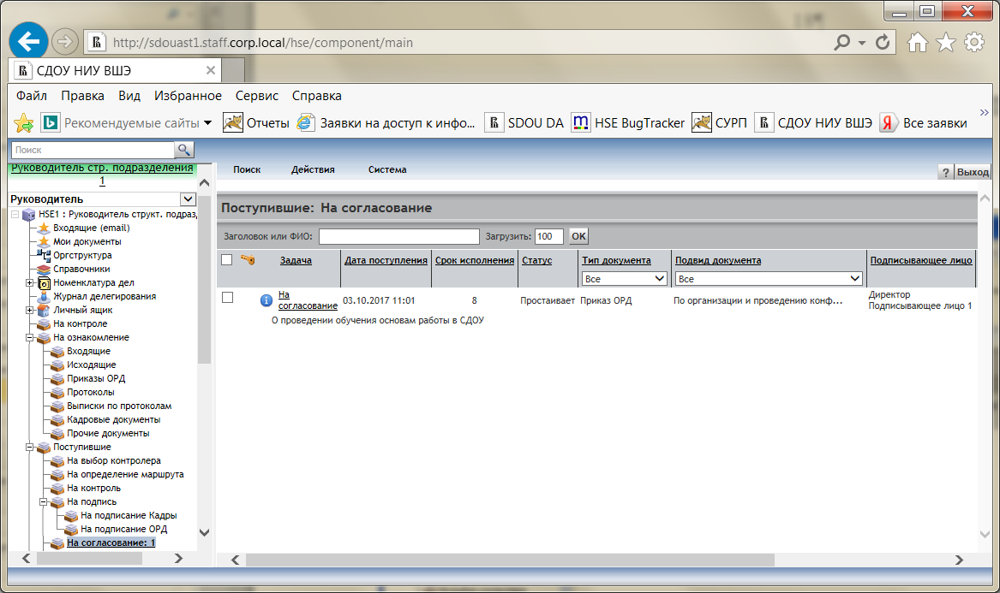 http://sdouast1.staff.corp.local/hse/component/main
СДОУ НИУ ВШЭ
Файл Правка Вид Избранное Сервис Справка
Рекомендуемые сайты Отчеты Заявки на доступ к инфо... SDOU DA HSE BugTracker СУРП СДОУ НИУ ВШЭ Все заявки
Поиск
Руководитель стр. подразделения
1
Поиск Действия Система
? Выход
Руководитель
HSE1 : Руководитель структ. подразд
Входящие (email)
Мои документы
Оргструктура
Справочники
Номенклатура дел
Журнал делегирования
Личный ящик
На контроле
На ознакомление
Входящие
Исходящие
Приказы ОРД
Протоколы
Выписки по протоколам
Кадровые документы
Прочие документы
Поступившие
На выбор контролера
На определение маршрута
На контроль
На подпись
На подписание Кадры
На подписание ОРД
На согласование: 1
Поступившие: На согласование
Заголовок или ФИО: Загрузить: 100 OK
Задача Дата поступления Срок исполнения Статус Тип документа Подвид документа Подписывающее лицо
Все Все
На согласование 03.10.2017 11:01 8 Простаивает Приказ ОРД По организации и проведению конф... Директор
Подписывающее лицо 1
О проведении обучения основам работы в СДОУ